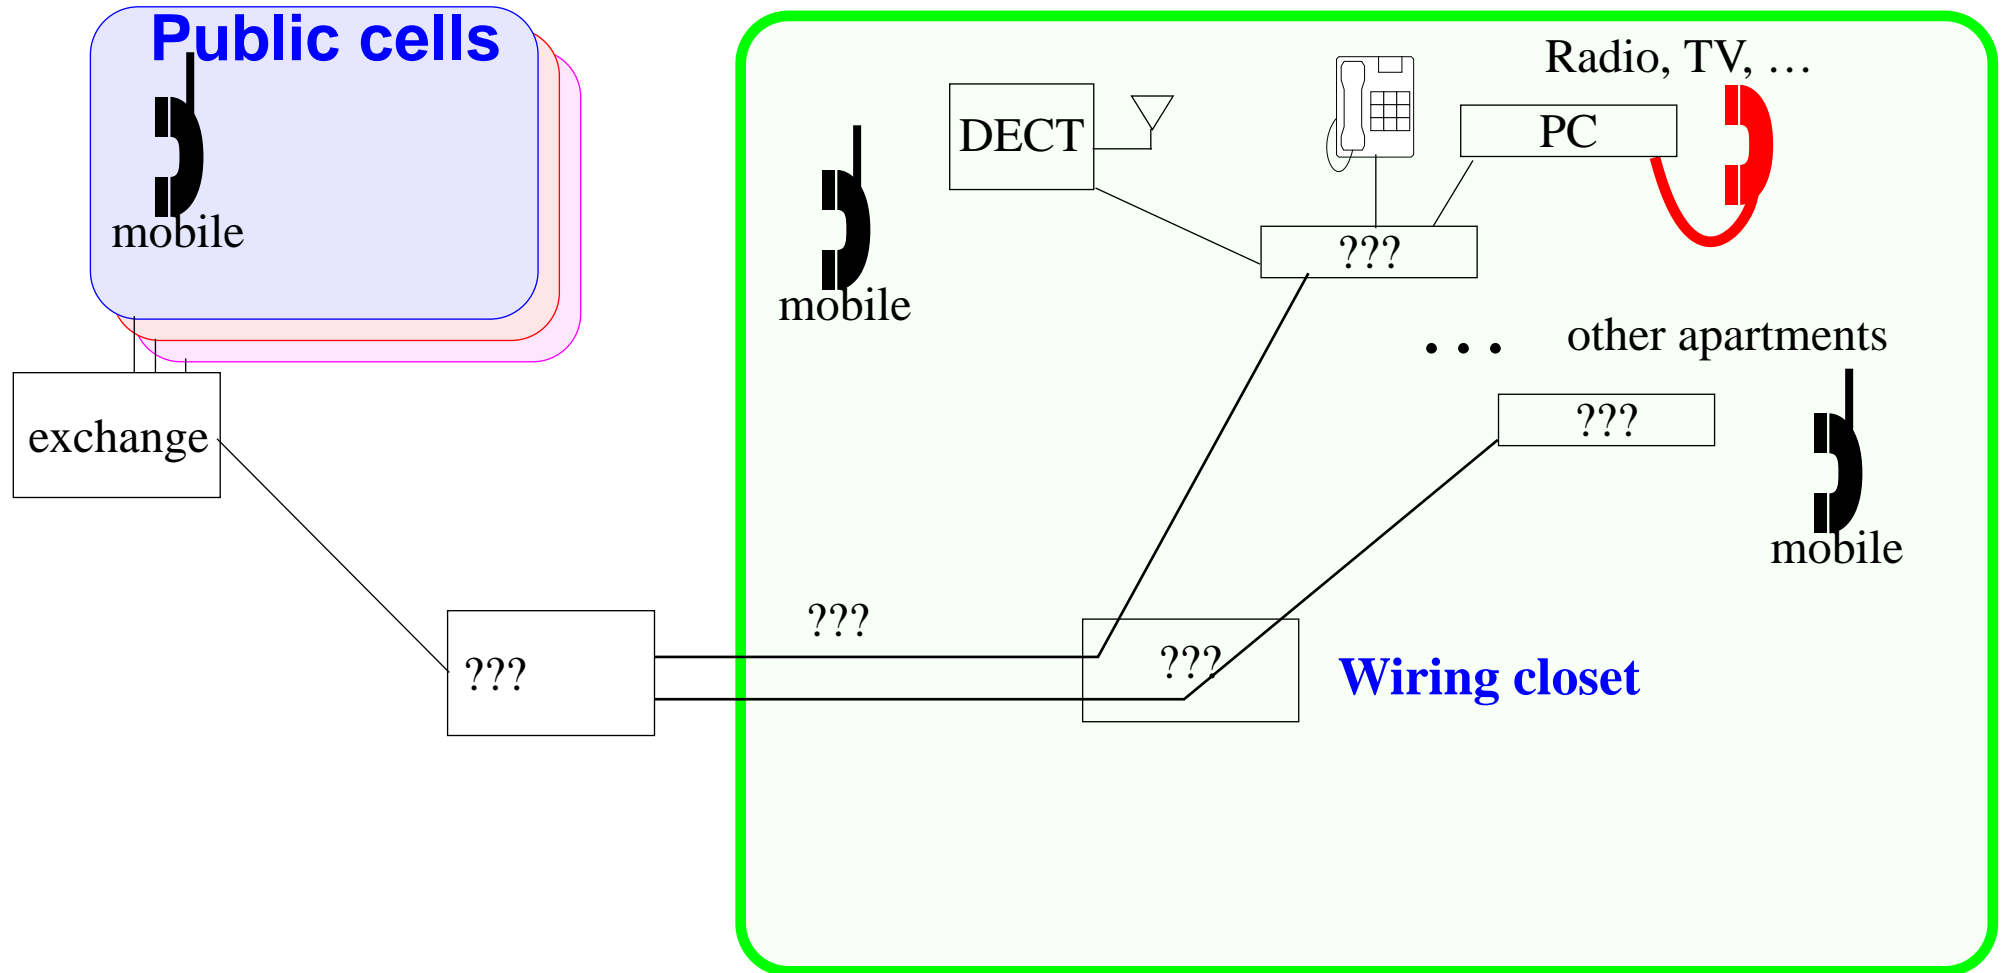 Public cells
mobile
exchange
???
???
mobile
DECT
Radio, TV, …
PC
???
... other apartments
???
mobile
???
Wiring closet